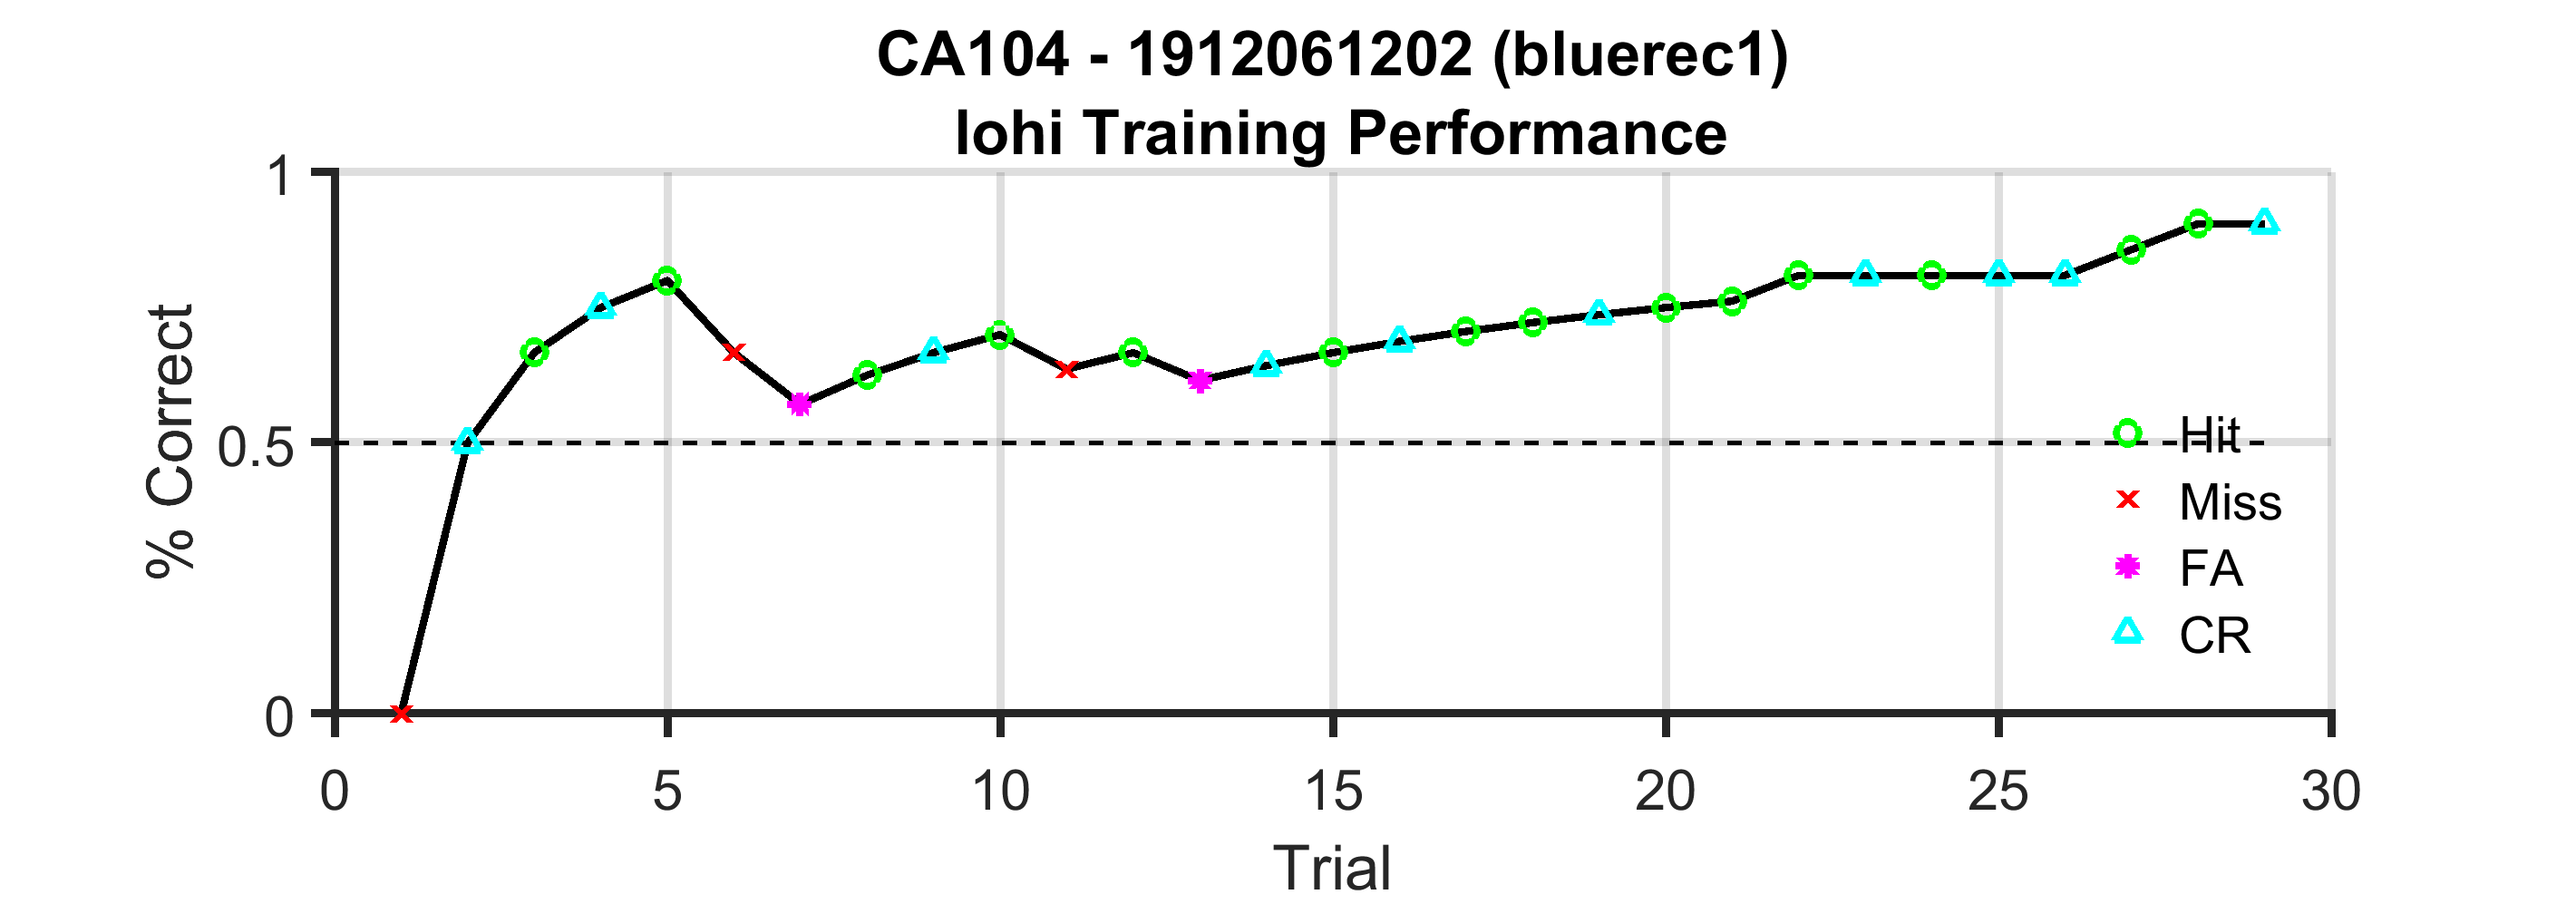 CA104 - 1912061202 (bluerec1)
lohi Training Performance
1
0.5
0
% Correct
Hit
Miss
FA
CR
0 5 10 15 20 25 30
Trial